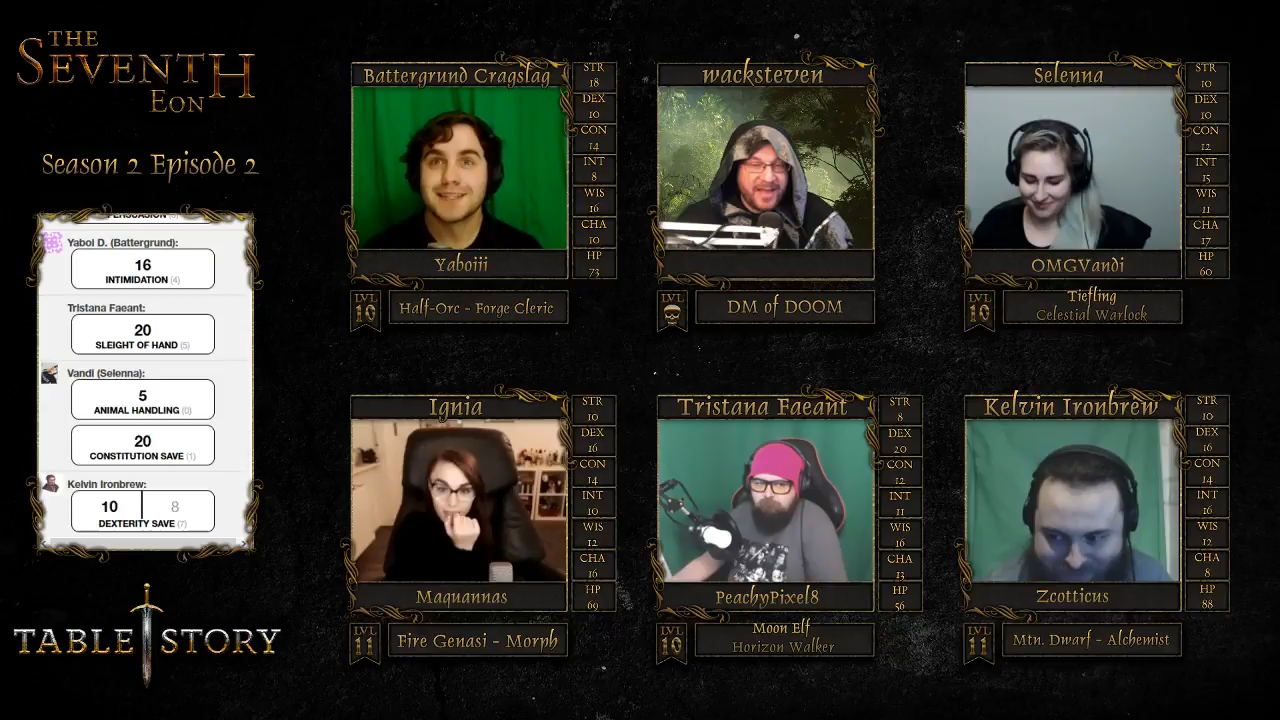 THE
SEVENTH
EON
Season 2 Episode 2
PERSUASION
Yaboi D. (Battergrund):
16
INTIMIDATION (4)
Tristana Faeant:
20
SLEIGHT OF HAND (5)
Vandi (Selenna):
5
ANIMAL HANDLING (0)
20
CONSTITUTION SAVE (1)
Kelvin Ironbrew:
10 8
DEXTERITY SAVE (7)
TABLE STORY
Battergrund Cragslag
STR
18
DEX
10
CON
14
INT
8
WIS
16
CHA
10
HP
73
Yaboiii
LVL
10
Half-Orc - Forge Cleric
wacksteven
LVL
DM of DOOM
Selenna
STR
10
DEX
10
CON
12
INT
15
WIS
11
CHA
17
HP
60
OMGVandi
LVL
10
Tiefling
Celestial Warlock
Ignia
STR
10
DEX
16
CON
14
INT
10
WIS
12
CHA
16
HP
69
Maquannas
LVL
11
Fire Genasi - Morph
Tristana Faeant
STR
8
DEX
20
CON
12
INT
11
WIS
16
CHA
13
HP
56
PeachyPixel8
LVL
10
Moon Elf
Horizon Walker
Kelvin Ironbrew
STR
10
DEX
16
CON
14
INT
16
WIS
12
CHA
8
HP
88
Zcotticus
LVL
11
Mtn. Dwarf - Alchemist